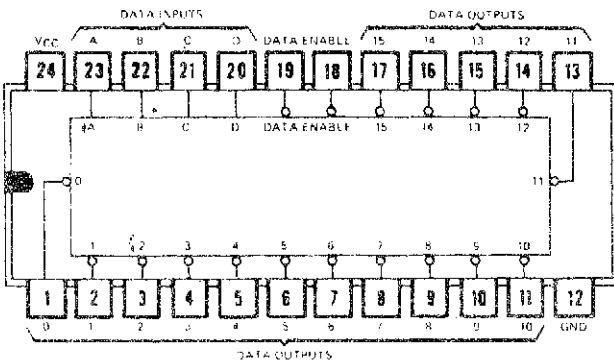 DATA INPUTS DATA OUTPUTS
VCC A B C D DATA ENABLE 15 14 13 12 11
24 23 22 21 20 19 18 17 16 15 14 13
A B C D DATA ENABLE 15 14 13 12
0 11
1 2 3 4 5 6 7 8 9 10
1 2 3 4 5 6 7 8 9 10 11 12
0 1 2 3 4 5 6 7 8 9 10 GND
DATA OUTPUTS